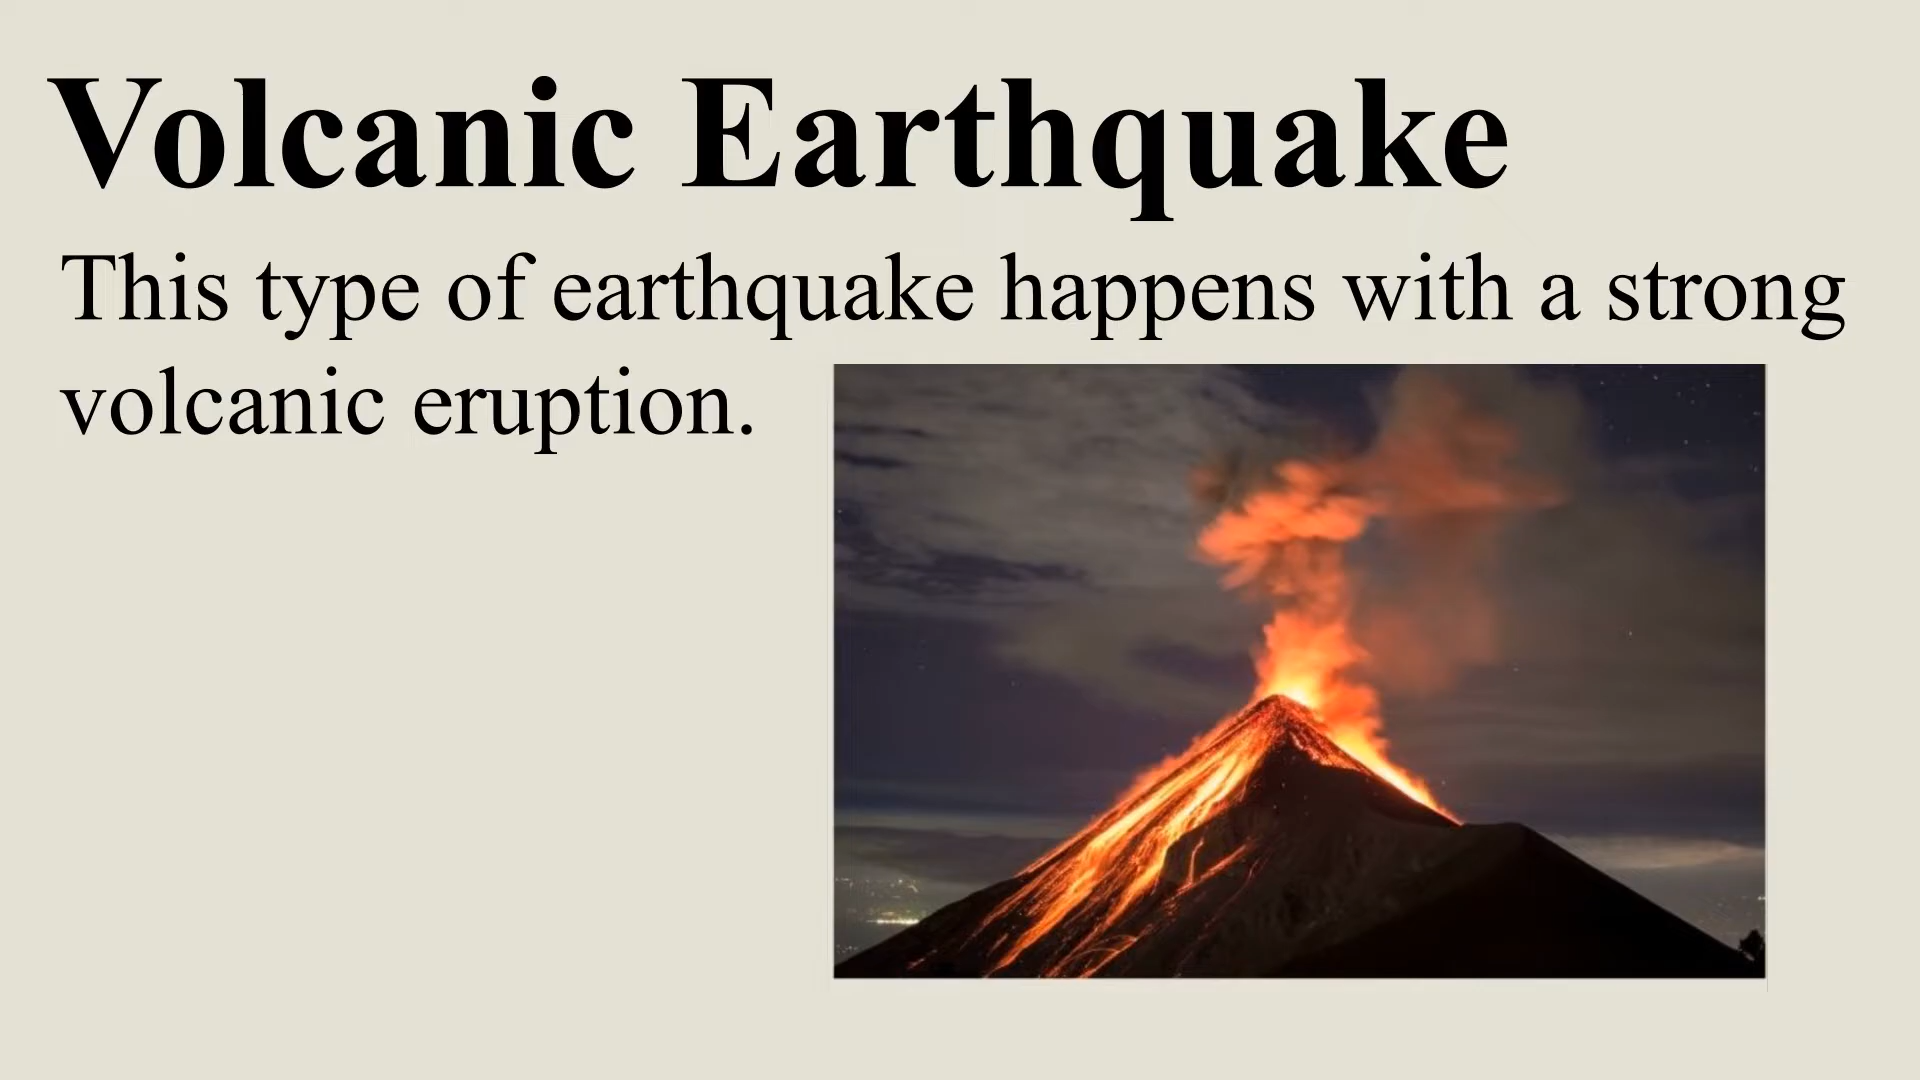 Volcanic Earthquake
This type of earthquake happens with a strong
volcanic eruption.